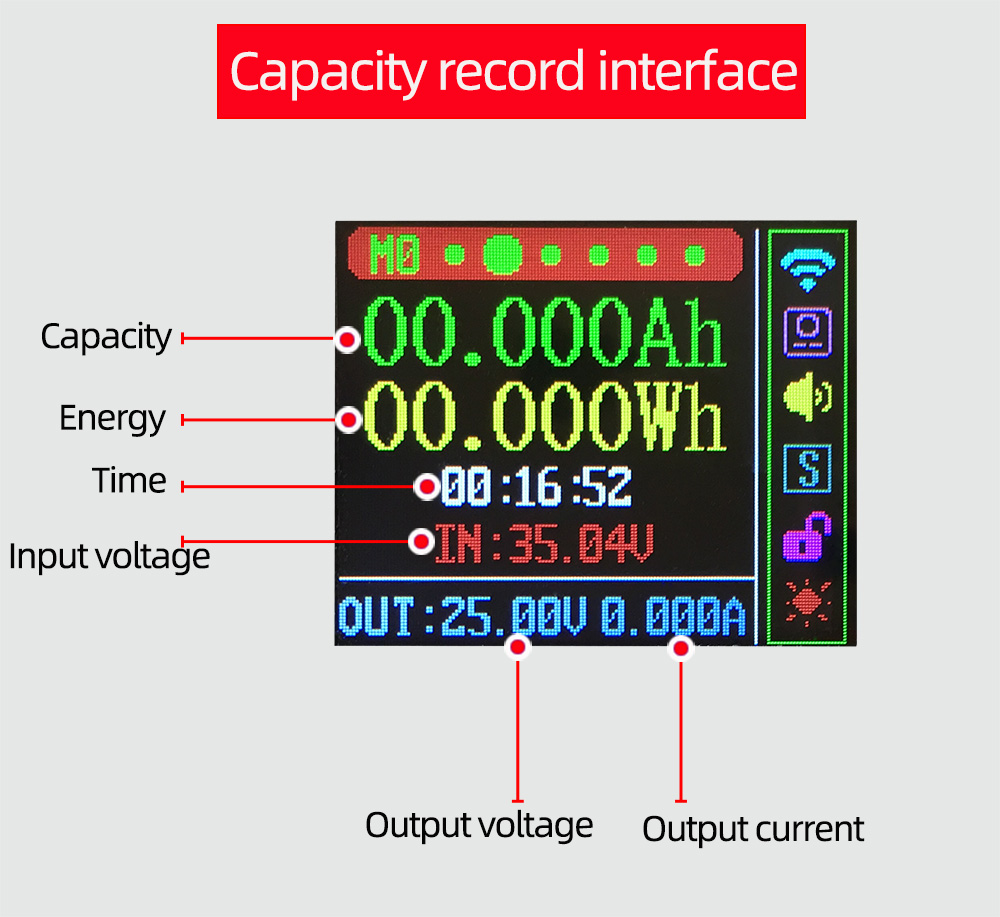 Capacity record interface
M0
Capacity
00.000Ah
Energy
00.000Wh
Time
00:16:52
Input voltage
IN:35.04V
S
OUT:25.00V 0.000A
Output voltage
Output current